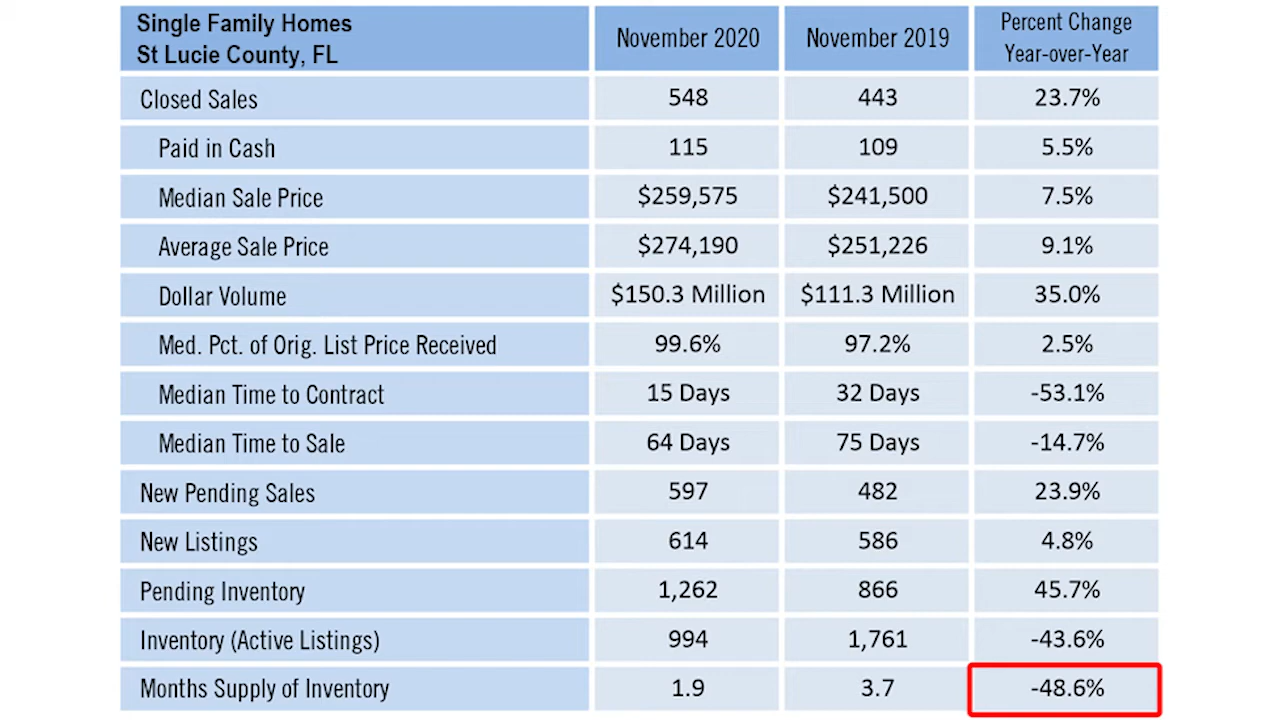 Single Family Homes
St Lucie County, FL
November 2020
November 2019
Percent Change
Year-over-Year
Closed Sales 548 443 23.7%
Paid in Cash 115 109 5.5%
Median Sale Price $259,575 $241,500 7.5%
Average Sale Price $274,190 $251,226 9.1%
Dollar Volume $150.3 Million $111.3 Million 35.0%
Med. Pct. of Orig. List Price Received 99.6% 97.2% 2.5%
Median Time to Contract 15 Days 32 Days -53.1%
Median Time to Sale 64 Days 75 Days -14.7%
New Pending Sales 597 482 23.9%
New Listings 614 586 4.8%
Pending Inventory 1,262 866 45.7%
Inventory (Active Listings) 994 1,761 -43.6%
Months Supply of Inventory 1.9 3.7 -48.6%